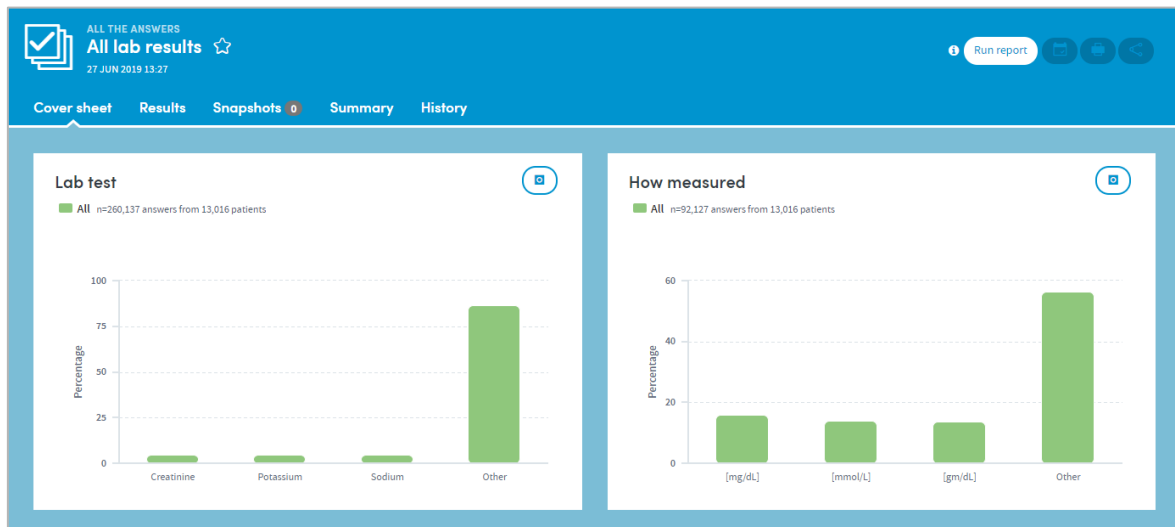 ALL THE ANSWERS
All lab results
27 JUN 2019 13:27
Run report
Cover sheet Results Snapshots 0 Summary History
Lab test
All n=260,137 answers from 13,016 patients
100
75
50
25
0
Percentage
Creatinine Potassium Sodium Other
How measured
All n=92,127 answers from 13,016 patients
60
40
20
0
Percentage
[mg/dL] [mmol/L] [gm/dL] Other